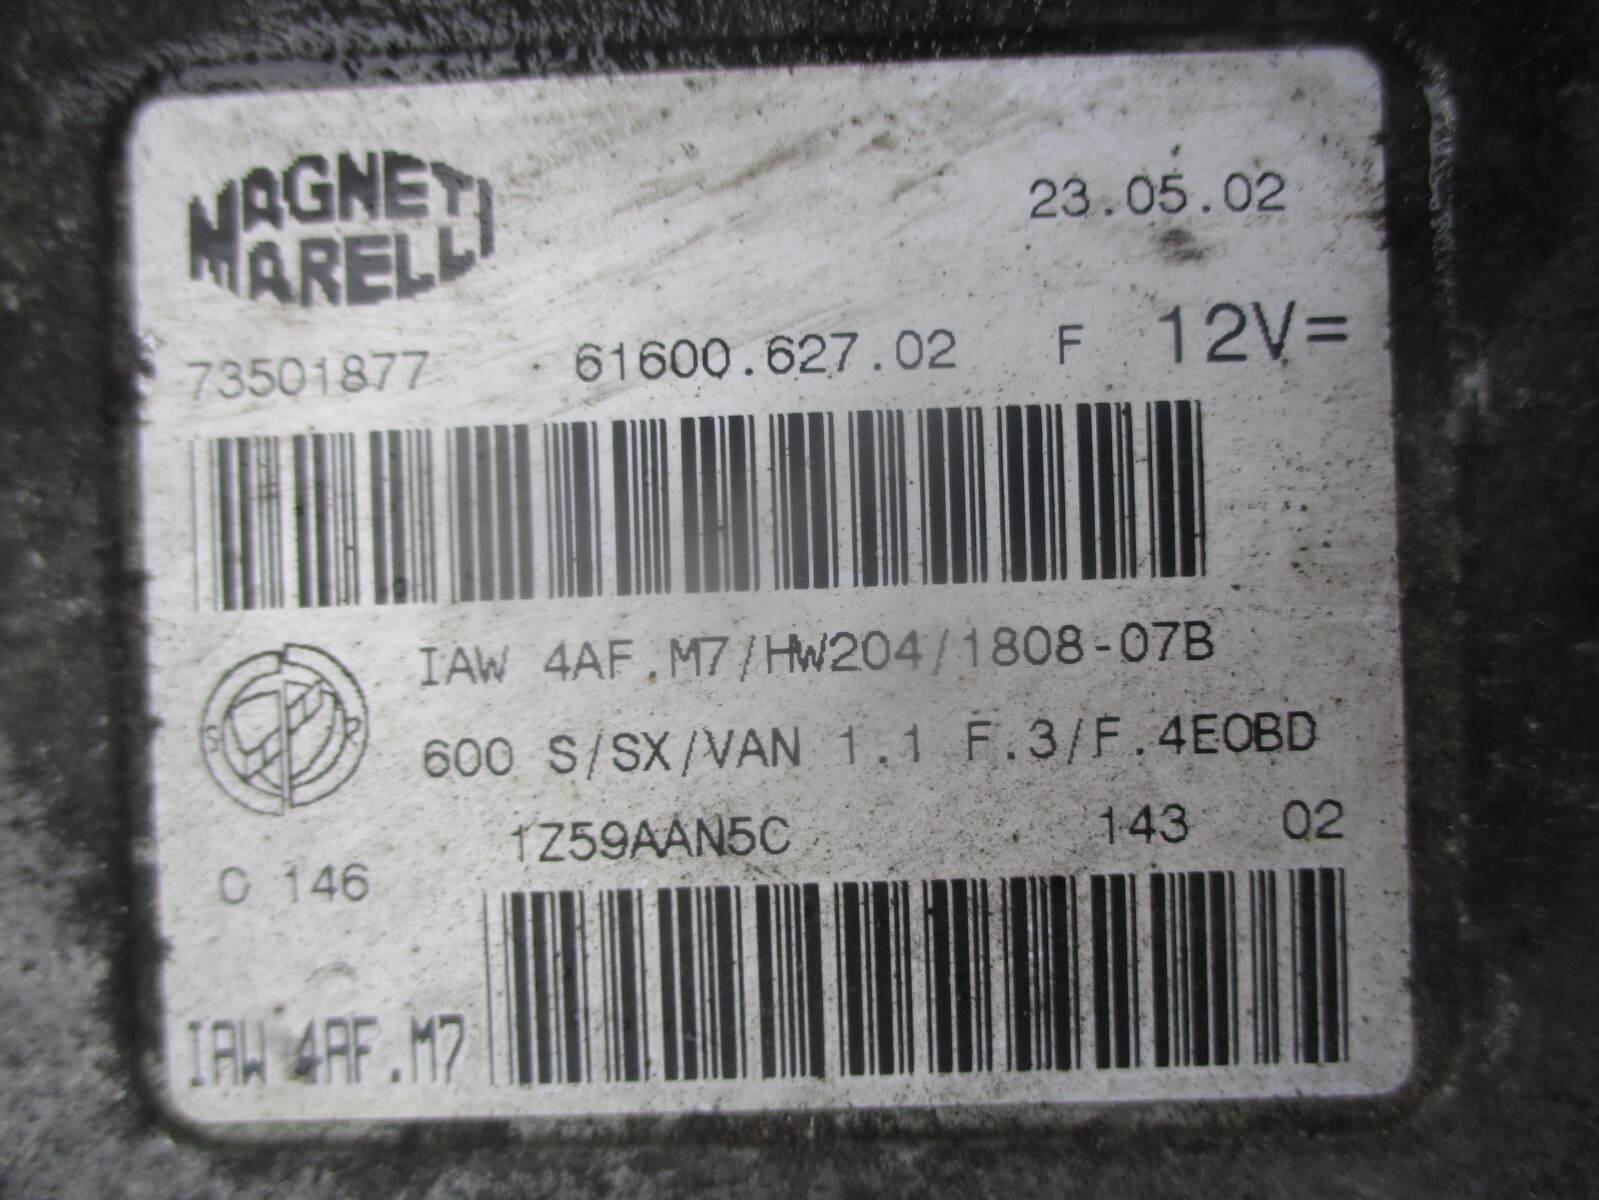 MAGNETI
MARELLI
23.05.02
73501877 61600.627.02 F 12V=
IAW 4AF.M7/HW204/1808-07B
600 S/SX/VAN 1.1 F.3/F.4EOBD
1Z59AAN5C 143 02
C 146
IAW 4AF.M7